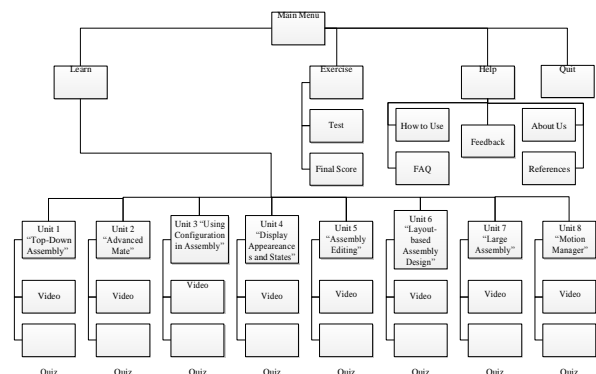 Main Menu
Learn
Exercise
Help
Quit
Test
How to Use
Feedback
About Us
Final Score
FAQ
References
Unit 1
“Top-Down
Assembly”
Unit 2
“Advanced
Mate”
Unit 3 “Using
Configuration
in Assembly”
Unit 4
“Display
Appeareance
s and States”
Unit 5
“Assembly
Editing”
Unit 6
“Layout-
based
Assembly
Design”
Unit 7
“Large
Assembly”
Unit 8
“Motion
Manager”
Video
Video
Video
Video
Video
Video
Video
Video
Quiz
Quiz
Quiz
Quiz
Quiz
Quiz
Quiz
Quiz